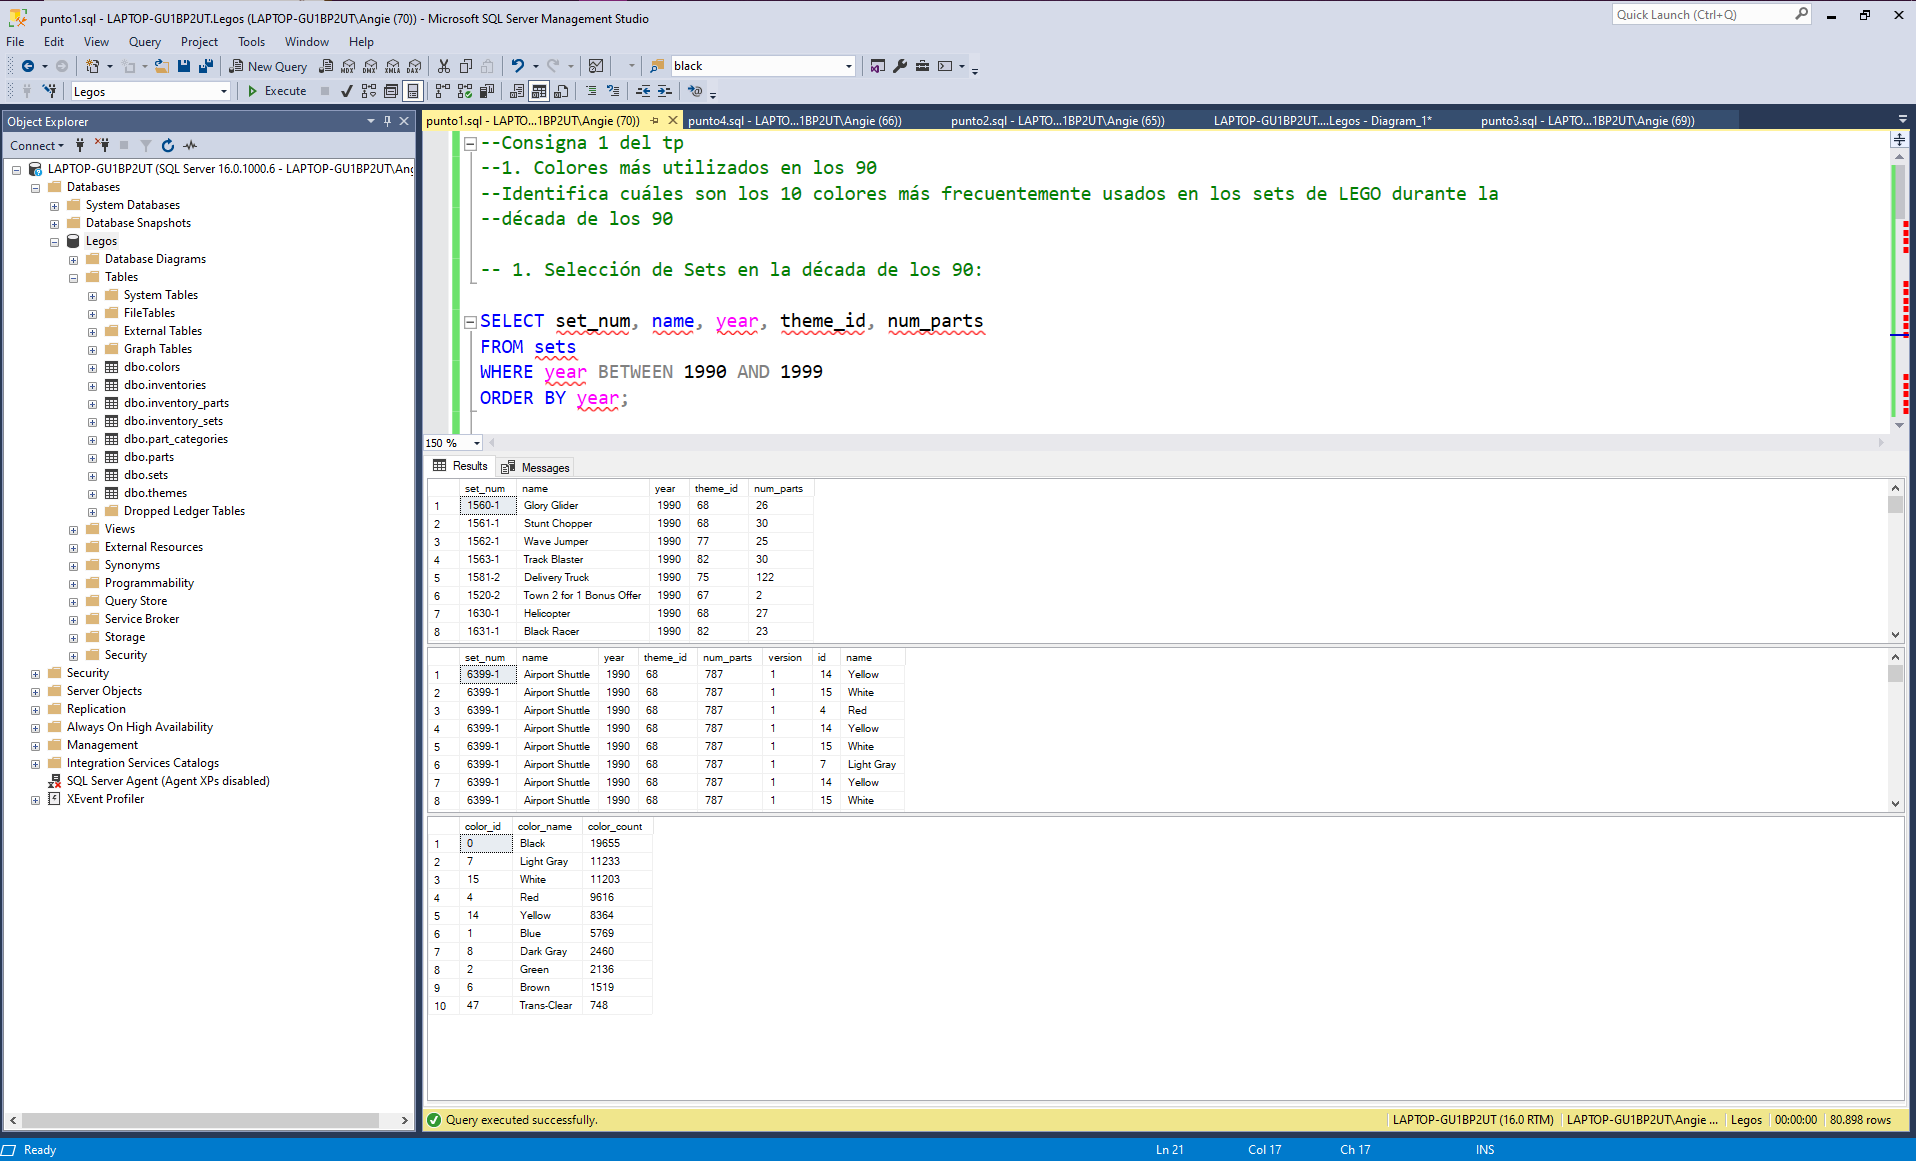 punto1.sql - LAPTOP-GU1BP2UT.Legos (LAPTOP-GU1BP2UT\Angie (70)) - Microsoft SQL Server Management Studio
Quick Launch (Ctrl+Q)
File Edit View Query Project Tools Window Help
New Query MDX DMX XMLA DAX black
Legos Execute
Object Explorer
Connect
LAPTOP-GU1BP2UT (SQL Server 16.0.1000.6 - LAPTOP-GU1BP2UT\Ang
Databases
System Databases
Database Snapshots
Legos
Database Diagrams
Tables
System Tables
FileTables
External Tables
Graph Tables
dbo.colors
dbo.inventories
dbo.inventory_parts
dbo.inventory_sets
dbo.part_categories
dbo.parts
dbo.sets
dbo.themes
Dropped Ledger Tables
Views
External Resources
Synonyms
Programmability
Query Store
Service Broker
Storage
Security
Security
Server Objects
Replication
Always On High Availability
Management
Integration Services Catalogs
SQL Server Agent (Agent XPs disabled)
XEvent Profiler
punto1.sql - LAPTO...1BP2UT\Angie (70)) punto4.sql - LAPTO...1BP2UT\Angie (66)) punto2.sql - LAPTO...1BP2UT\Angie (65)) LAPTOP-GU1BP2UT....Legos - Diagram_1* punto3.sql - LAPTO...1BP2UT\Angie (69))
--Consigna 1 del tp
--1. Colores más utilizados en los 90
--Identifica cuáles son los 10 colores más frecuentemente usados en los sets de LEGO durante la
--década de los 90
-- 1. Selección de Sets en la década de los 90:
SELECT set_num, name, year, theme_id, num_parts
FROM sets
WHERE year BETWEEN 1990 AND 1999
ORDER BY year;
150 %
Results Messages
set_num name year theme_id num_parts
1 1560-1 Glory Glider 1990 68 26
2 1561-1 Stunt Chopper 1990 68 30
3 1562-1 Wave Jumper 1990 77 25
4 1563-1 Track Blaster 1990 82 30
5 1581-2 Delivery Truck 1990 75 122
6 1520-2 Town 2 for 1 Bonus Offer 1990 67 2
7 1630-1 Helicopter 1990 68 27
8 1631-1 Black Racer 1990 82 23
set_num name year theme_id num_parts version id name
1 6399-1 Airport Shuttle 1990 68 787 1 14 Yellow
2 6399-1 Airport Shuttle 1990 68 787 1 15 White
3 6399-1 Airport Shuttle 1990 68 787 1 4 Red
4 6399-1 Airport Shuttle 1990 68 787 1 14 Yellow
5 6399-1 Airport Shuttle 1990 68 787 1 15 White
6 6399-1 Airport Shuttle 1990 68 787 1 7 Light Gray
7 6399-1 Airport Shuttle 1990 68 787 1 14 Yellow
8 6399-1 Airport Shuttle 1990 68 787 1 15 White
color_id color_name color_count
1 0 Black 19655
2 7 Light Gray 11233
3 15 White 11203
4 4 Red 9616
5 14 Yellow 8364
6 1 Blue 5769
7 8 Dark Gray 2460
8 2 Green 2136
9 6 Brown 1519
10 47 Trans-Clear 748
Query executed successfully. LAPTOP-GU1BP2UT (16.0 RTM) LAPTOP-GU1BP2UT\Angie ... Legos 00:00:00 80.898 rows
Ready Ln 21 Col 17 Ch 17 INS